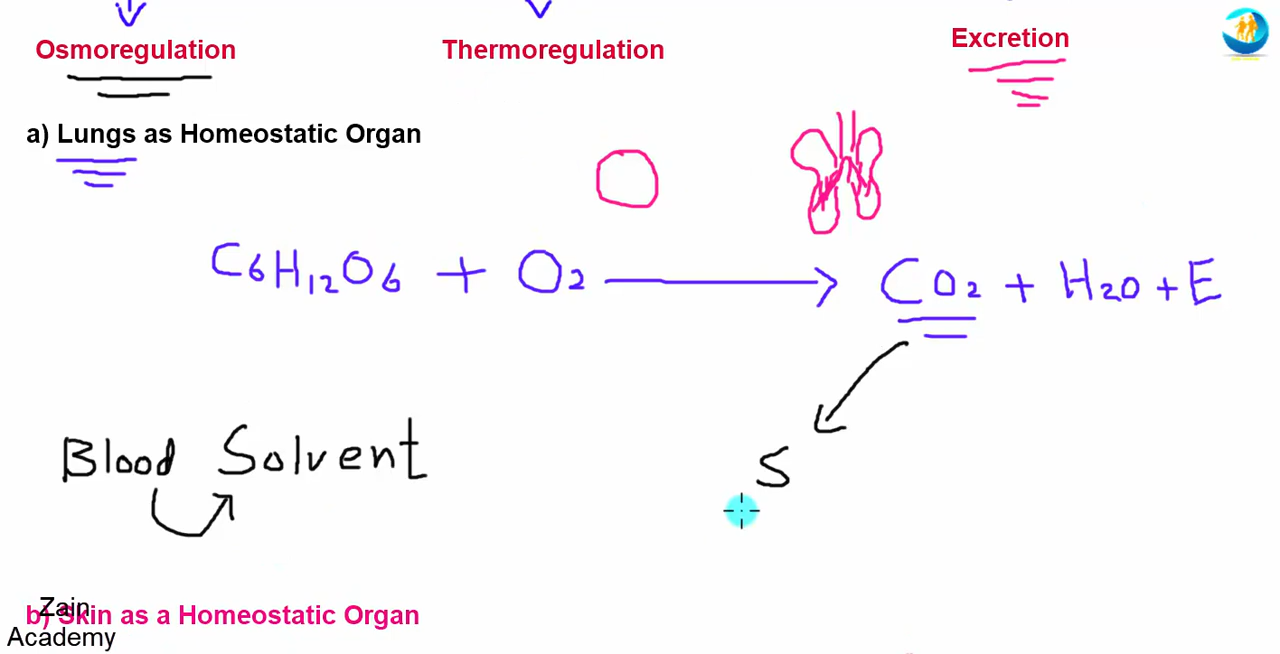 Osmoregulation Thermoregulation Excretion
a) Lungs as Homeostatic Organ
C6H12O6 + O2 → CO2 + H2O + E
Blood Solvent
S
b) Skin as a Homeostatic Organ
Zain
Academy